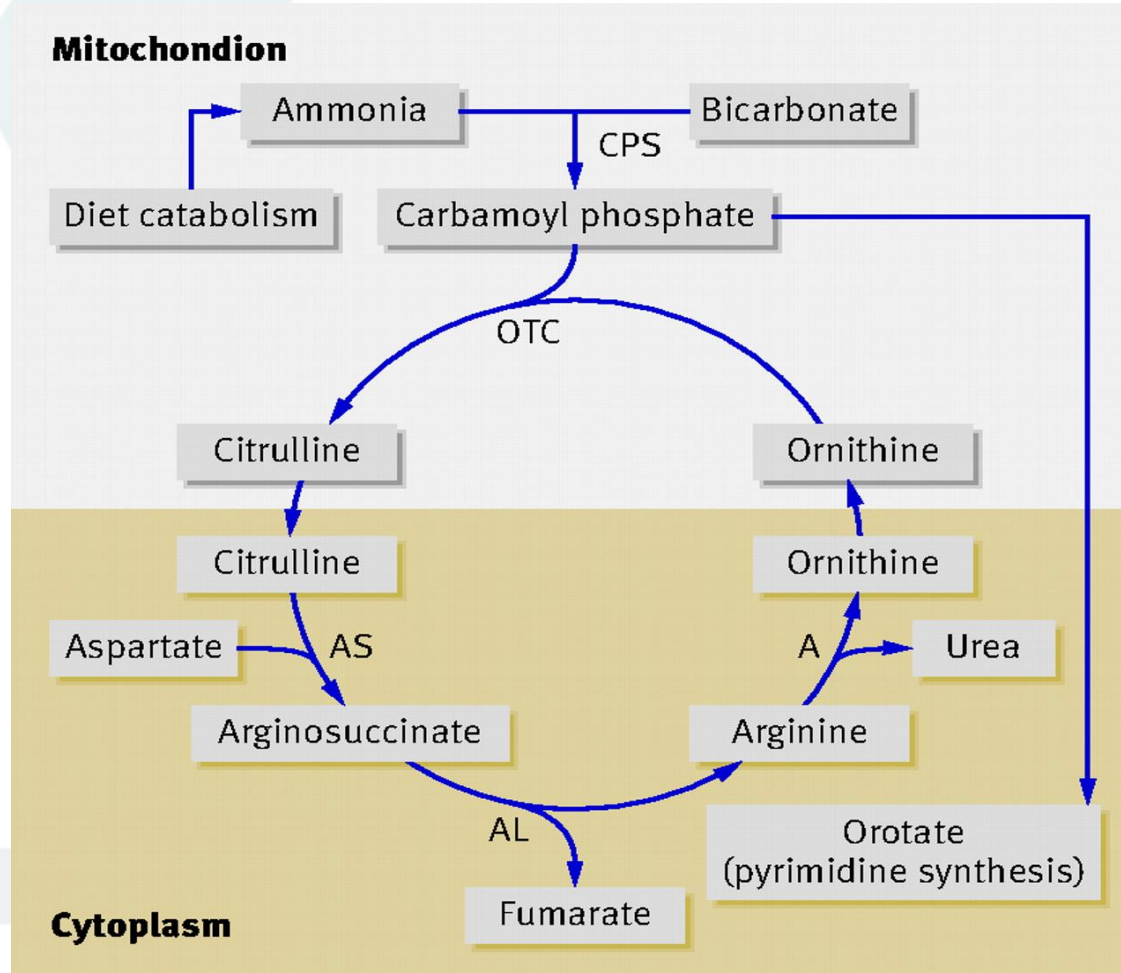 Mitochondion
Ammonia
Bicarbonate
CPS
Diet catabolism
Carbamoyl phosphate
OTC
Citrulline
Ornithine
Citrulline
Ornithine
Aspartate
AS
A
Urea
Arginosuccinate
Arginine
AL
Orotate
(pyrimidine synthesis)
Fumarate
Cytoplasm